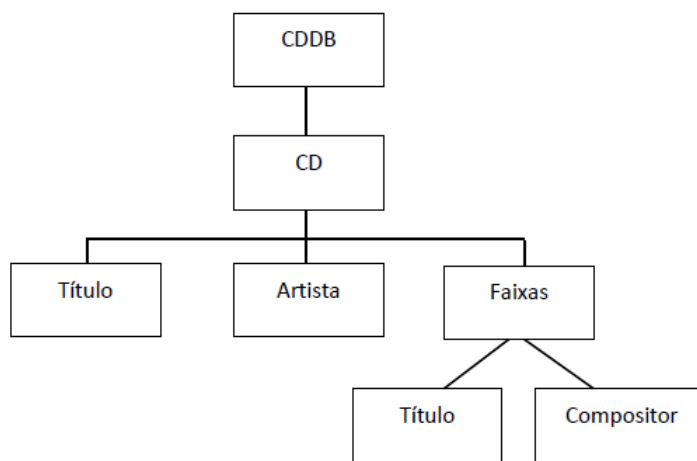 CDDB
CD
Título
Artista
Faixas
Título
Compositor